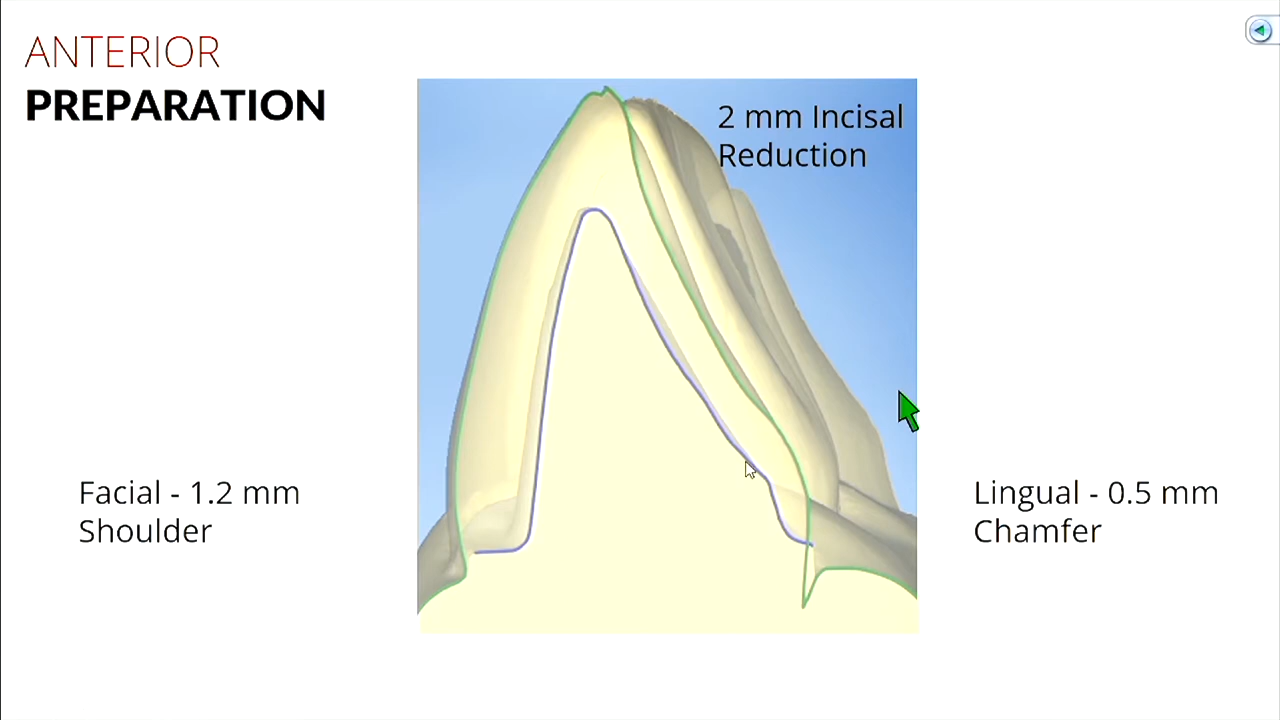 ANTERIOR
PREPARATION
2 mm Incisal
Reduction
Facial - 1.2 mm
Shoulder
Lingual - 0.5 mm
Chamfer